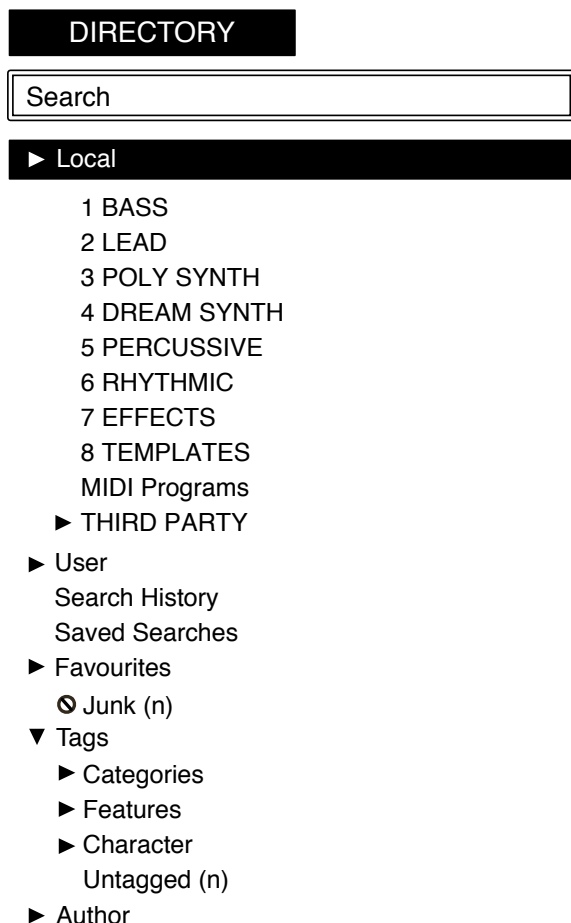 DIRECTORY
Search
► Local
1 BASS
2 LEAD
3 POLY SYNTH
4 DREAM SYNTH
5 PERCUSSIVE
6 RHYTHMIC
7 EFFECTS
8 TEMPLATES
MIDI Programs
► THIRD PARTY
► User
Search History
Saved Searches
► Favourites
Junk (n)
▼ Tags
► Categories
► Features
► Character
Untagged (n)
► Author